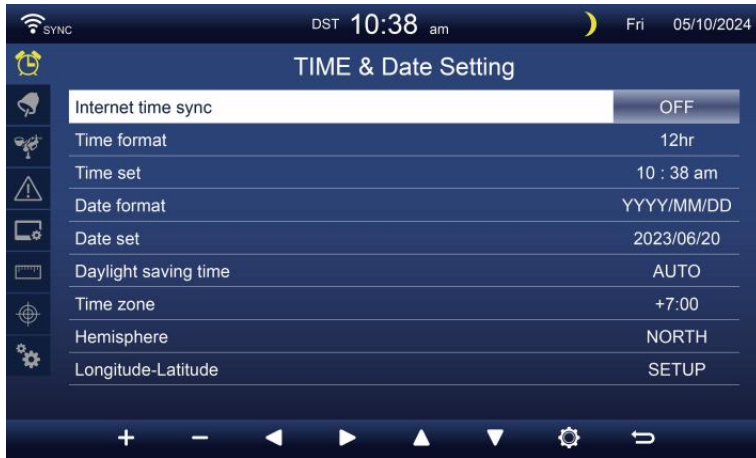 SYNC DST 10:38 am Fri 05/10/2024
TIME & Date Setting
Internet time sync OFF
Time format 12hr
Time set 10 : 38 am
Date format YYYY/MM/DD
Date set 2023/06/20
Daylight saving time AUTO
Time zone +7:00
Hemisphere NORTH
Longitude-Latitude SETUP